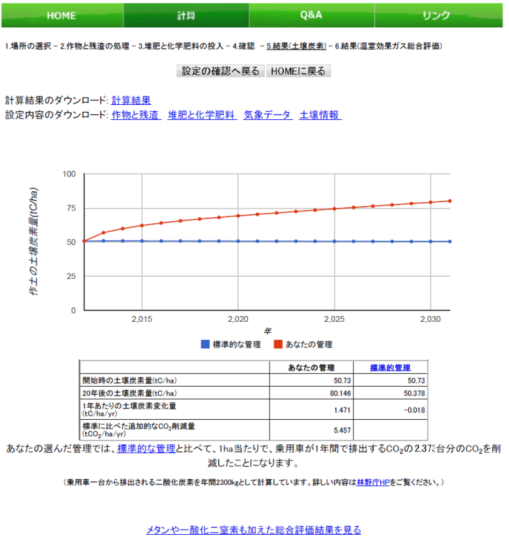 HOME 計算 Q&A リンク
1.場所の選択 - 2.作物と残渣の処理 - 3.堆肥と化学肥料の投入 - 4.確認 - 5.結果(土壌炭素) - 6.結果(温室効果ガス総合評価)
設定の確認へ戻る HOMEに戻る
計算結果のダウンロード: 計算結果
設定内容のダウンロード: 作物と残渣 堆肥と化学肥料 気象データ 土壌情報
作土の土壌炭素量(tC/ha)
100
75
50
25
0
2,015 2,020 2,025 2,030
年
標準的な管理 あなたの管理
あなたの管理 標準的管理
開始時の土壌炭素量(tC/ha) 50.73 50.73
20年後の土壌炭素量(tC/ha) 80.146 50.378
1年あたりの土壌炭素変化量
(tC/ha/yr) 1.471 -0.018
標準に比べた追加的なCO₂削減量
(tCO₂/ha/yr) 5.457
あなたの選んだ管理では、標準的な管理と比べて、1ha当たりで、乗用車が1年間で排出するCO₂の2.37台分のCO₂を削
減したことになります。
(乗用車一台から排出される二酸化炭素を年間2300kgとして計算しています。詳しい内容は林野庁HPをご覧ください。)
メタンや一酸化二窒素も加えた総合評価結果を見る